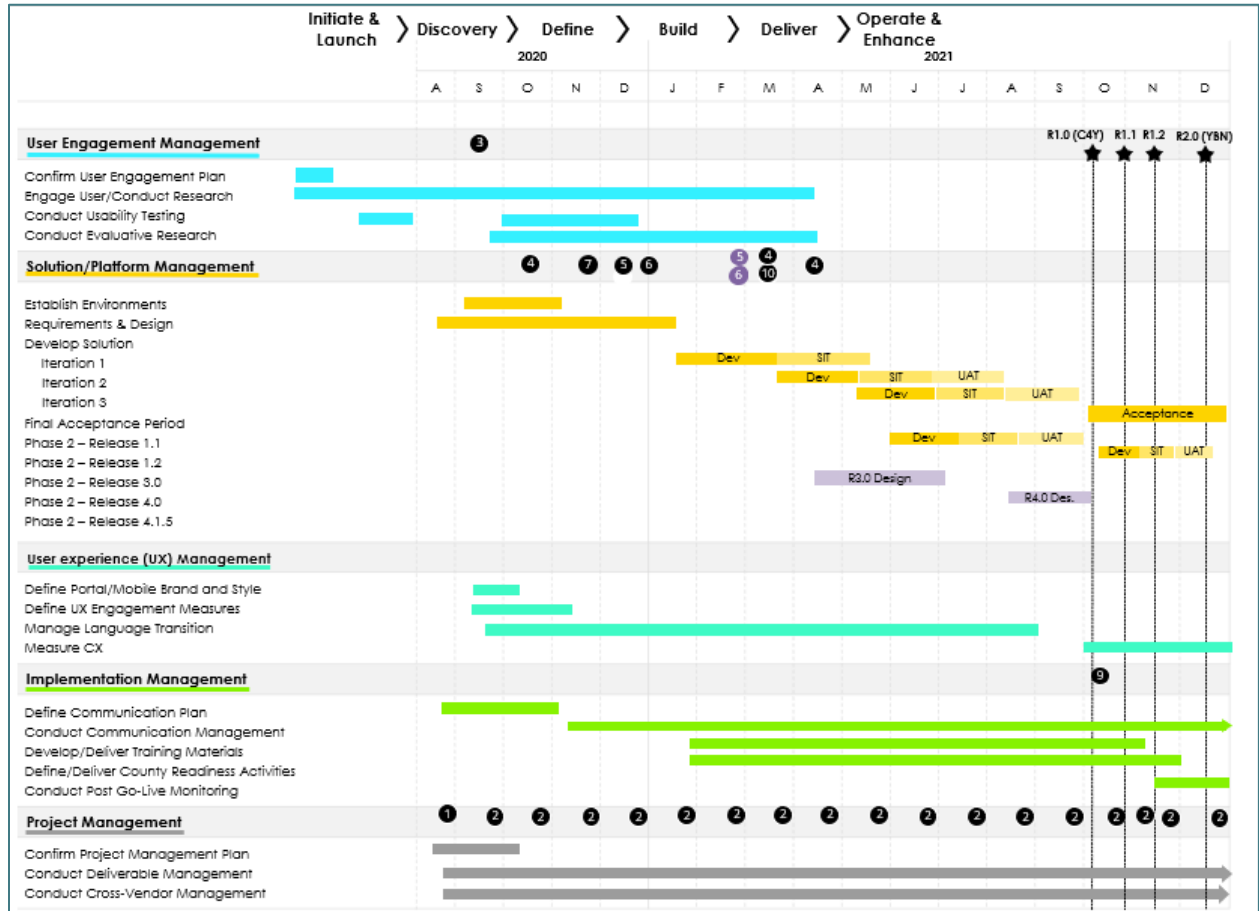 Initiate & Launch > Discovery > Define > Build > Deliver > Operate & Enhance
2020 2021
A S O N D J F M A M J J A S O N D
R1.0 (C4Y) R1.1 R1.2 R2.0 (YBN)
User Engagement Management 3
Confirm User Engagement Plan
Engage User/Conduct Research
Conduct Usability Testing
Conduct Evaluative Research
Solution/Platform Management 4 7 5 6 5 6 4 10 4
Establish Environments
Requirements & Design
Develop Solution
Iteration 1 Dev SIT
Iteration 2 Dev SIT UAT
Iteration 3 Dev SIT UAT
Final Acceptance Period Acceptance
Phase 2 – Release 1.1 Dev SIT UAT
Phase 2 – Release 1.2 Dev SIT UAT
Phase 2 – Release 3.0 R3.0 Design
Phase 2 – Release 4.0 R4.0 Des.
Phase 2 – Release 4.1.5
User experience (UX) Management
Define Portal/Mobile Brand and Style
Define UX Engagement Measures
Manage Language Transition
Measure CX
Implementation Management 9
Define Communication Plan
Conduct Communication Management
Develop/Deliver Training Materials
Define/Deliver County Readiness Activities
Conduct Post Go-Live Monitoring
Project Management 1 2 2 2 2 2 2 2 2 2 2 2 2 2 2 2 2 2
Confirm Project Management Plan
Conduct Deliverable Management
Conduct Cross-Vendor Management